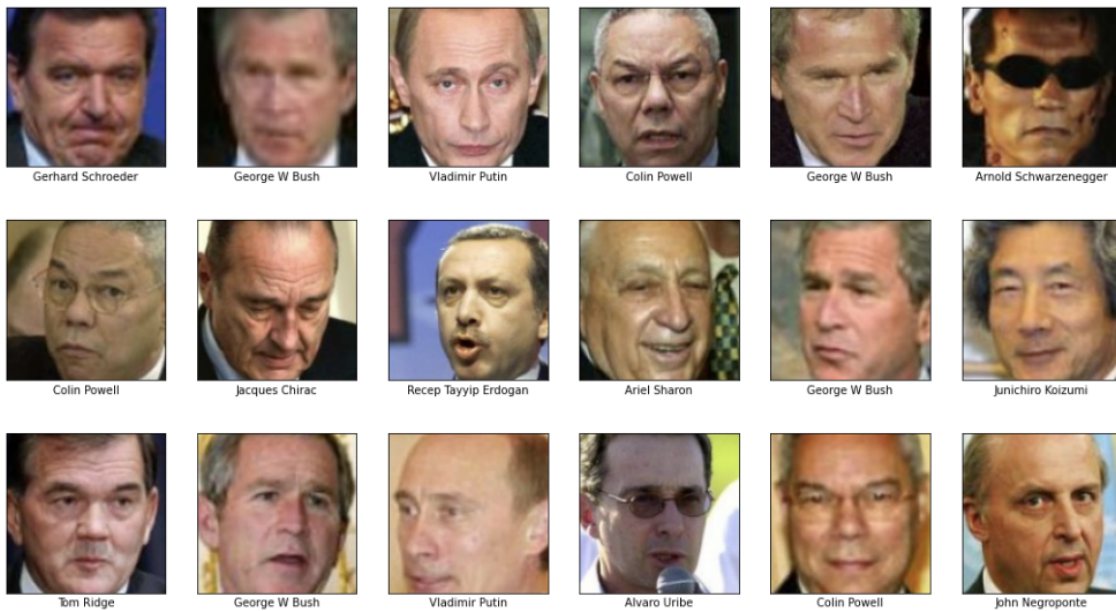 Gerhard Schroeder
George W Bush
Vladimir Putin
Colin Powell
George W Bush
Arnold Schwarzenegger
Colin Powell
Jacques Chirac
Recep Tayyip Erdogan
Ariel Sharon
George W Bush
Junichiro Koizumi
Tom Ridge
George W Bush
Vladimir Putin
Alvaro Uribe
Colin Powell
John Negroponte